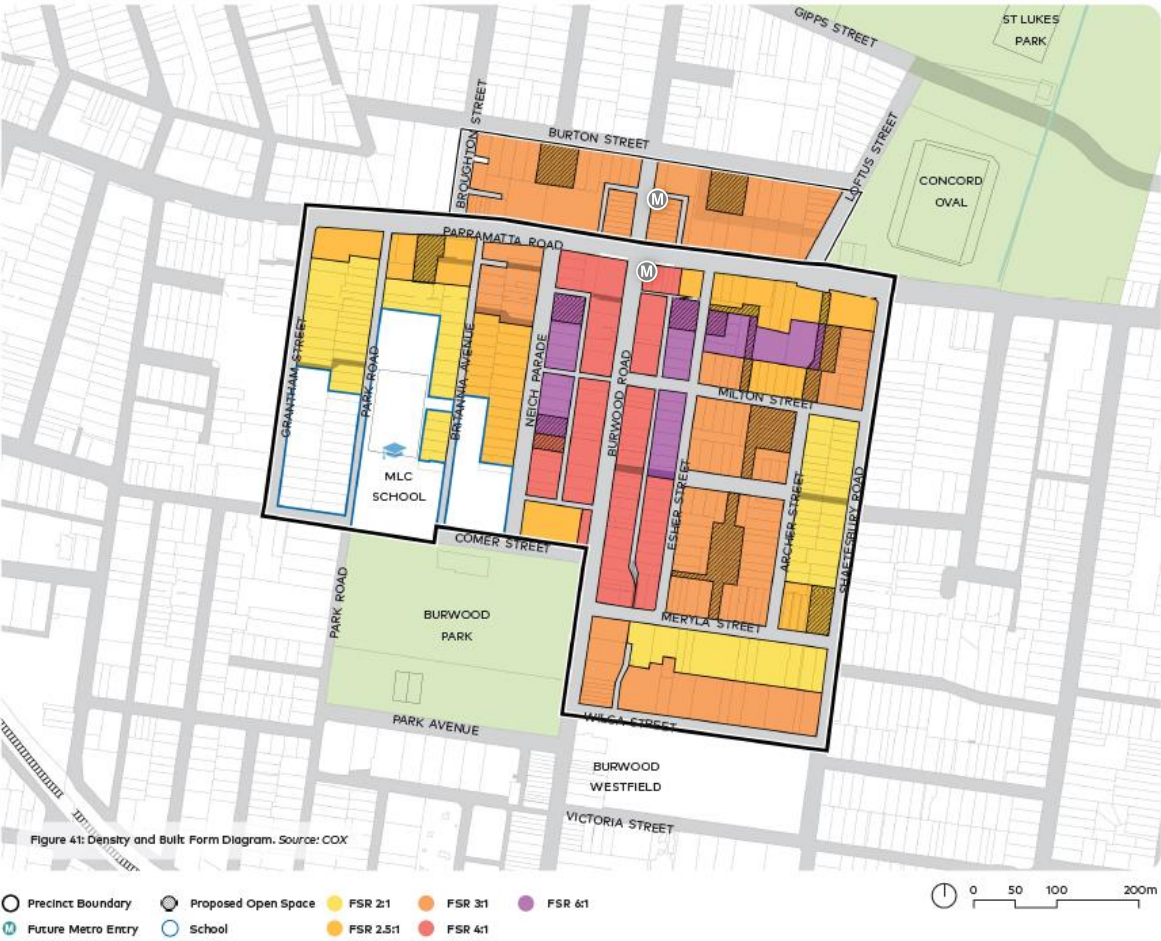 GIPPS STREET
ST LUKES
PARK
BROUGHTON STREET
BURTON STREET
LOFTUS STREET
CONCORD
OVAL
M
PARRAMATTA ROAD
M
GRANTHAM STREET
PARK ROAD
BRITANNIA AVENUE
NEICH PARADE
BURWOOD ROAD
MILTON STREET
MLC
SCHOOL
ESHER STREET
ARCHER STREET
SHAFTESBURY ROAD
COMER STREET
PARK ROAD
BURWOOD
PARK
MERYLA STREET
WILGA STREET
PARK AVENUE
BURWOOD
WESTFIELD
VICTORIA STREET
Figure 41: Density and Built Form Diagram. Source: COX
Precinct Boundary Proposed Open Space FSR 2:1 FSR 3:1 FSR 6:1 0 50 100 200m
M Future Metro Entry School FSR 2.5:1 FSR 4:1